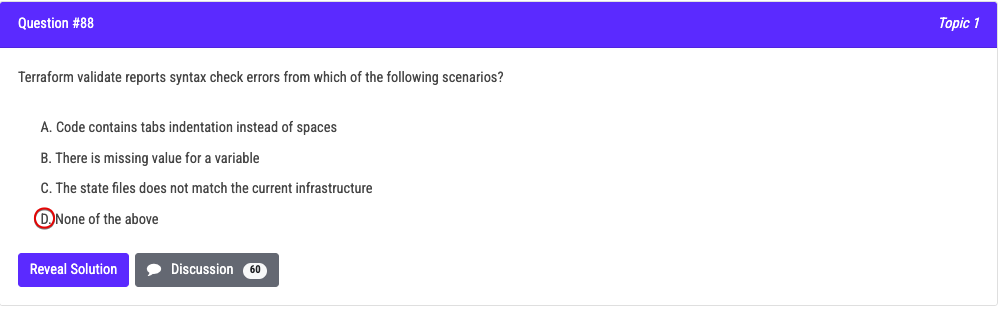 Question #88
Topic 1
Terraform validate reports syntax check errors from which of the following scenarios?
A. Code contains tabs indentation instead of spaces
B. There is missing value for a variable
C. The state files does not match the current infrastructure
D. None of the above
Reveal Solution
Discussion 60